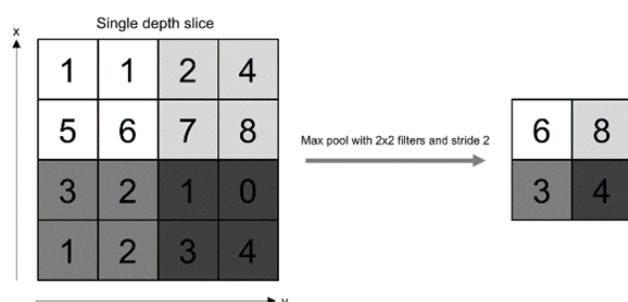 Single depth slice
x
1 1 2 4
5 6 7 8
3 2 1 0
1 2 3 4
y
Max pool with 2x2 filters and stride 2
6 8
3 4